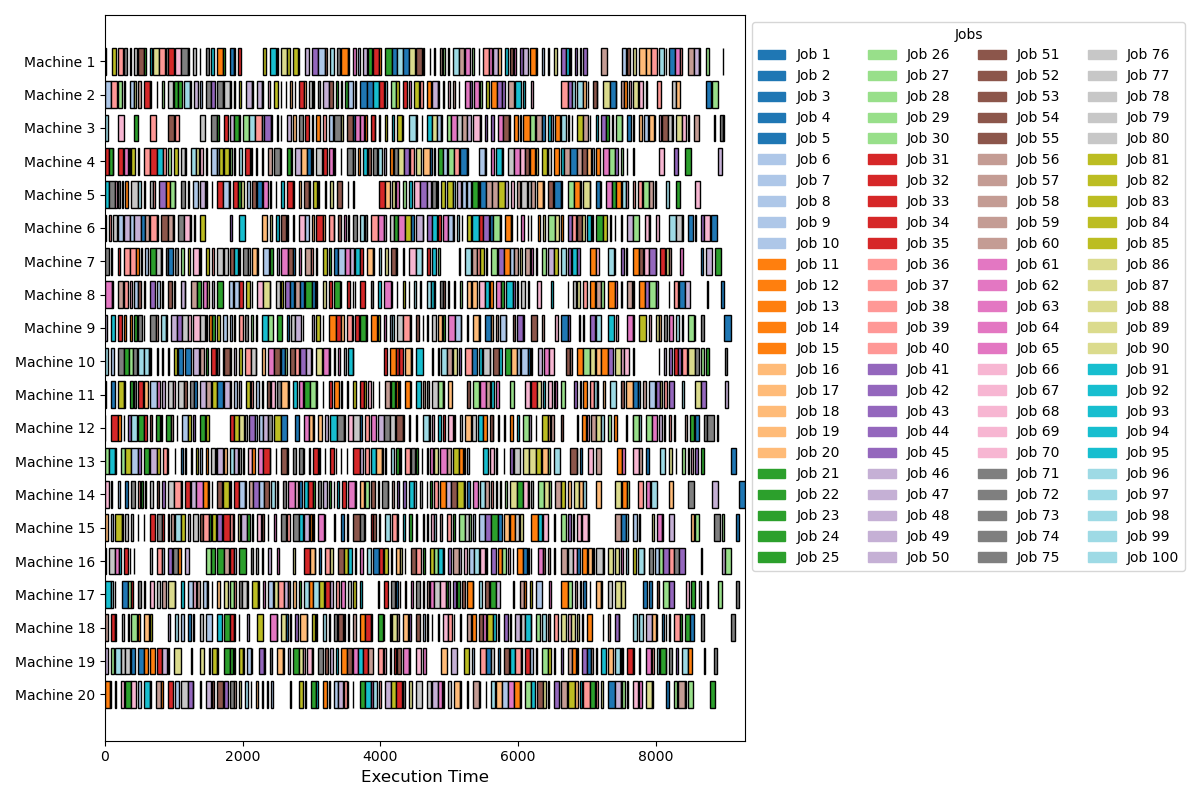 Machine 1
Machine 2
Machine 3
Machine 4
Machine 5
Machine 6
Machine 7
Machine 8
Machine 9
Machine 10
Machine 11
Machine 12
Machine 13
Machine 14
Machine 15
Machine 16
Machine 17
Machine 18
Machine 19
Machine 20
0 2000 4000 6000 8000
Execution Time
Jobs
Job 1 Job 26 Job 51 Job 76
Job 2 Job 27 Job 52 Job 77
Job 3 Job 28 Job 53 Job 78
Job 4 Job 29 Job 54 Job 79
Job 5 Job 30 Job 55 Job 80
Job 6 Job 31 Job 56 Job 81
Job 7 Job 32 Job 57 Job 82
Job 8 Job 33 Job 58 Job 83
Job 9 Job 34 Job 59 Job 84
Job 10 Job 35 Job 60 Job 85
Job 11 Job 36 Job 61 Job 86
Job 12 Job 37 Job 62 Job 87
Job 13 Job 38 Job 63 Job 88
Job 14 Job 39 Job 64 Job 89
Job 15 Job 40 Job 65 Job 90
Job 16 Job 41 Job 66 Job 91
Job 17 Job 42 Job 67 Job 92
Job 18 Job 43 Job 68 Job 93
Job 19 Job 44 Job 69 Job 94
Job 20 Job 45 Job 70 Job 95
Job 21 Job 46 Job 71 Job 96
Job 22 Job 47 Job 72 Job 97
Job 23 Job 48 Job 73 Job 98
Job 24 Job 49 Job 74 Job 99
Job 25 Job 50 Job 75 Job 100